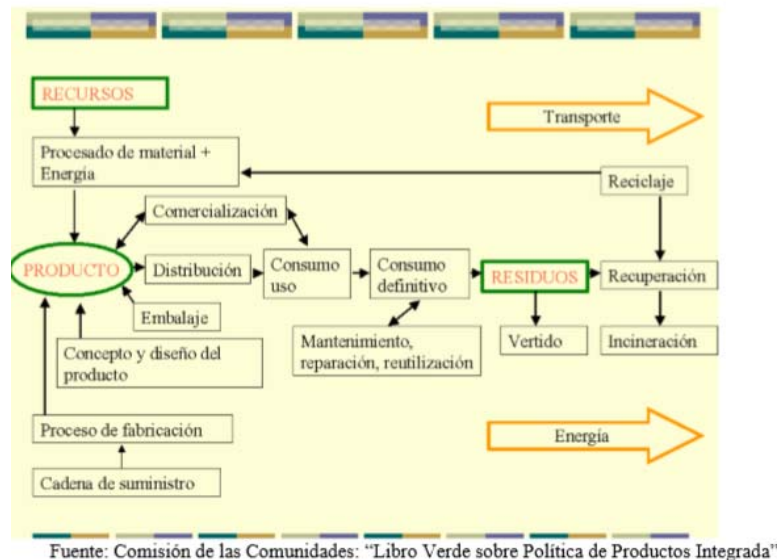 RECURSOS
Transporte
Procesado de material +
Energía
Reciclaje
Comercialización
PRODUCTO
Distribución
Consumo
uso
Consumo
definitivo
RESIDUOS
Recuperación
Embalaje
Concepto y diseño del
producto
Mantenimiento,
reparación, reutilización
Vertido
Incineración
Proceso de fabricación
Energía
Cadena de suministro
Fuente: Comisión de las Comunidades: "Libro Verde sobre Política de Productos Integrada"